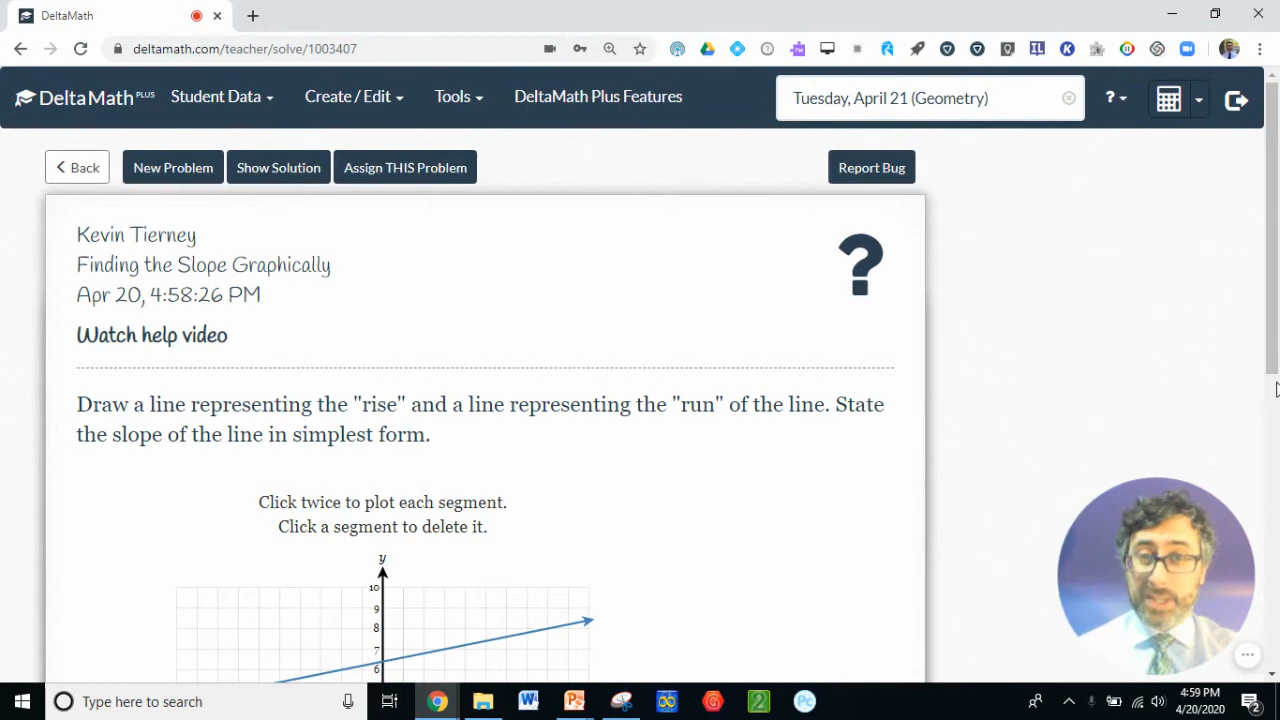 DeltaMath
deltamath.com/teacher/solve/1003407
DeltaMath PLUS
Student Data
Create / Edit
Tools
DeltaMath Plus Features
Tuesday, April 21 (Geometry)
?
Back
New Problem
Show Solution
Assign THIS Problem
Report Bug
Kevin Tierney
Finding the Slope Graphically
Apr 20, 4:58:26 PM
?
Watch help video
Draw a line representing the "rise" and a line representing the "run" of the line. State
the slope of the line in simplest form.
Click twice to plot each segment.
Click a segment to delete it.
y
10
9
8
7
6
Type here to search
4:59 PM
4/20/2020